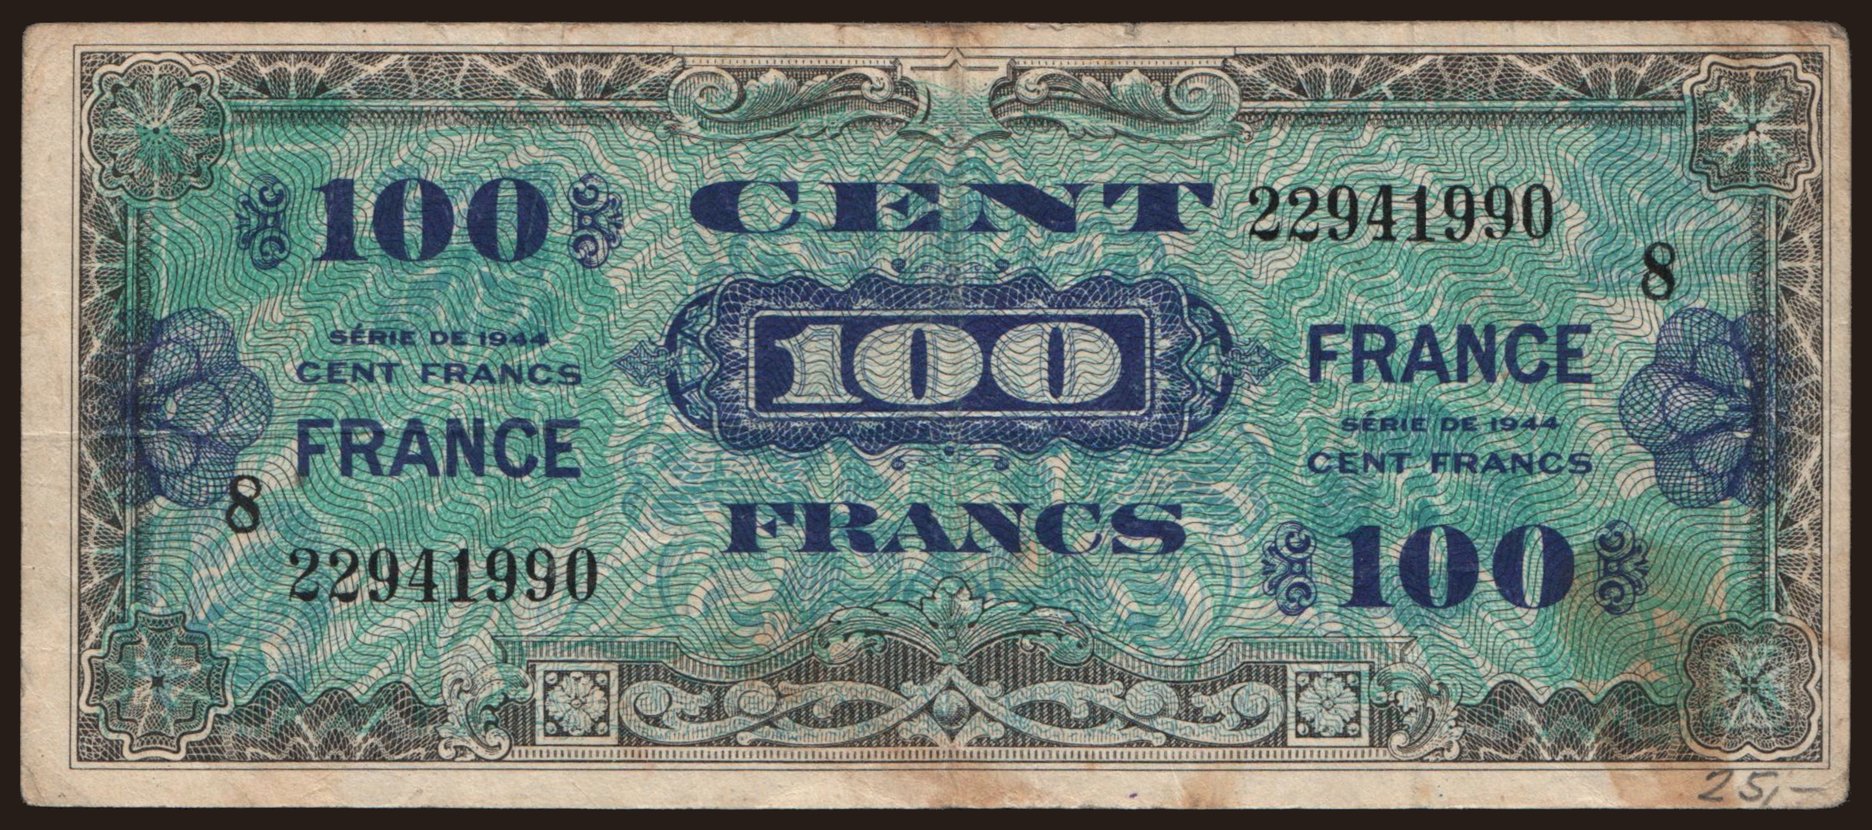 100 CENT 22941990
8
SÉRIE DE 1944
CENT FRANCS
FRANCE
100
FRANCE
SÉRIE DE 1944
CENT FRANCS
8
22941990
FRANCS
100
25,-